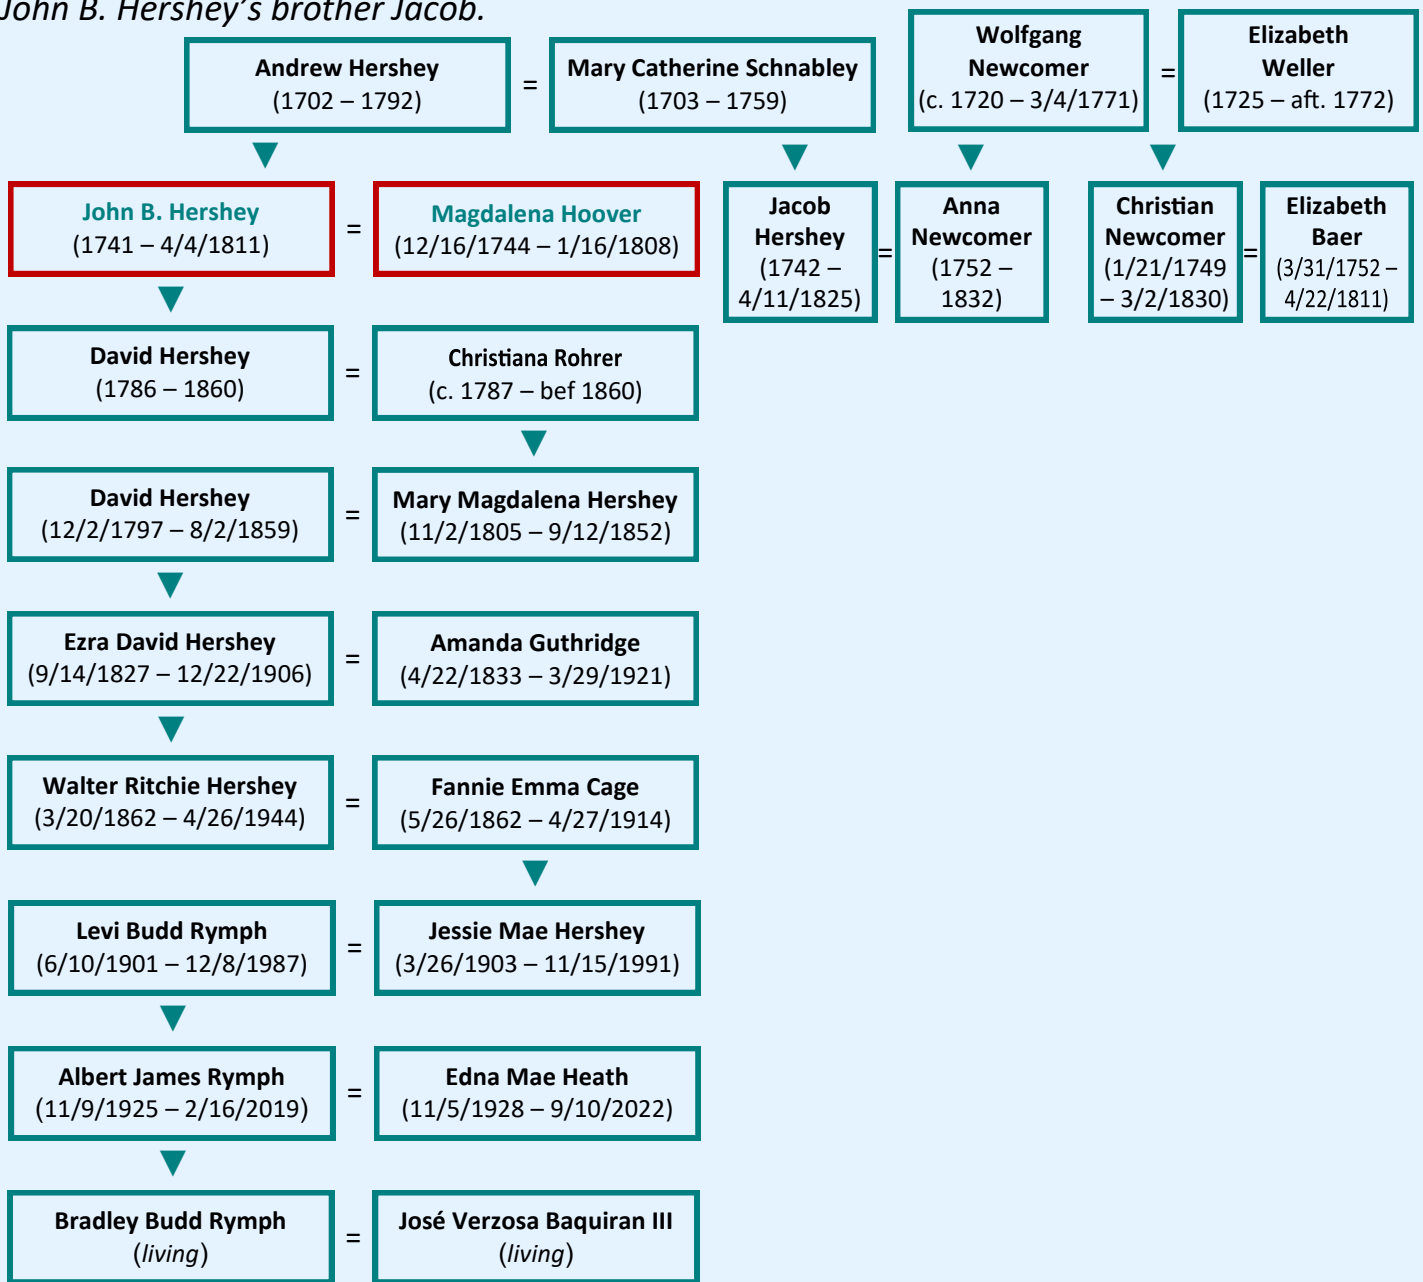 John B. Hershey's brother Jacob.
Andrew Hershey
(1702 – 1792)
=
Mary Catherine Schnabley
(1703 – 1759)
Wolfgang
Newcomer
(c. 1720 – 3/4/1771)
=
Elizabeth
Weller
(1725 – aft. 1772)
John B. Hershey
(1741 – 4/4/1811)
=
Magdalena Hoover
(12/16/1744 – 1/16/1808)
Jacob
Hershey
(1742 –
4/11/1825)
=
Anna
Newcomer
(1752 –
1832)
Christian
Newcomer
(1/21/1749
– 3/2/1830)
=
Elizabeth
Baer
(3/31/1752 –
4/22/1811)
David Hershey
(1786 – 1860)
=
Christiana Rohrer
(c. 1787 – bef 1860)
David Hershey
(12/2/1797 – 8/2/1859)
=
Mary Magdalena Hershey
(11/2/1805 – 9/12/1852)
Ezra David Hershey
(9/14/1827 – 12/22/1906)
=
Amanda Guthridge
(4/22/1833 – 3/29/1921)
Walter Ritchie Hershey
(3/20/1862 – 4/26/1944)
=
Fannie Emma Cage
(5/26/1862 – 4/27/1914)
Levi Budd Rymph
(6/10/1901 – 12/8/1987)
=
Jessie Mae Hershey
(3/26/1903 – 11/15/1991)
Albert James Rymph
(11/9/1925 – 2/16/2019)
=
Edna Mae Heath
(11/5/1928 – 9/10/2022)
Bradley Budd Rymph
(living)
=
José Verzosa Baquiran III
(living)